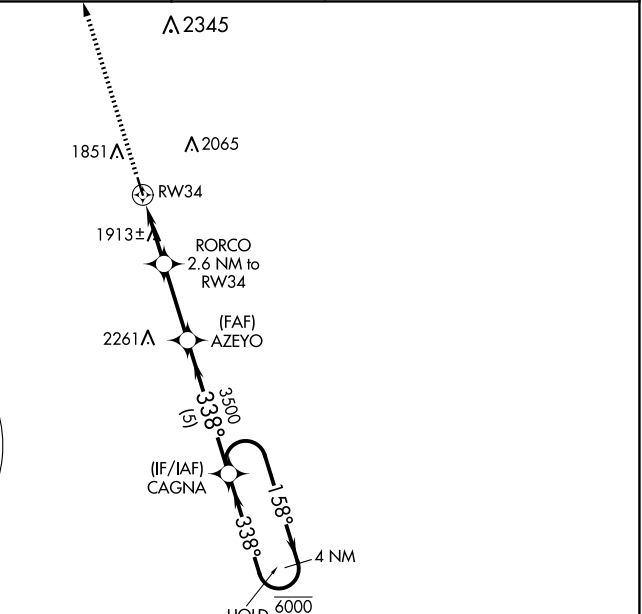 2345
1851
2065
RW34
1913±
RORCO
2.6 NM to
RW34
(FAF)
AZEYO
2261
3500
338°
(5)
(IF/IAF)
CAGNA
158°
338°
4 NM
HOLD
6000